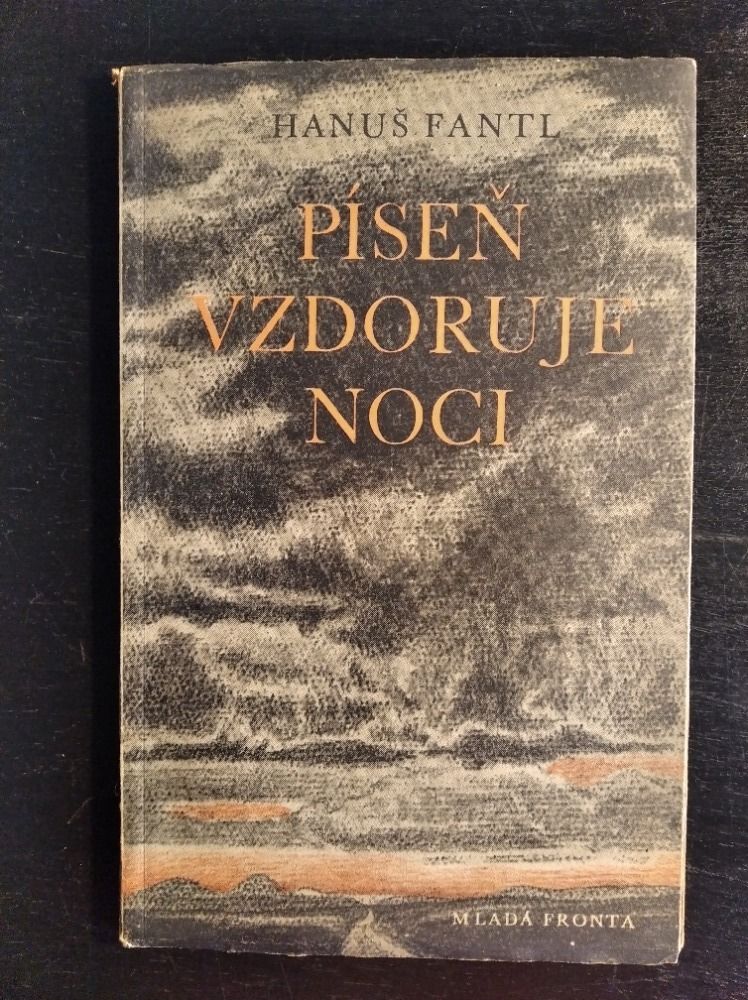 HANUŠ FANTL
PÍSEŇ
VZDORUJE
NOCI
MLADÁ FRONTA